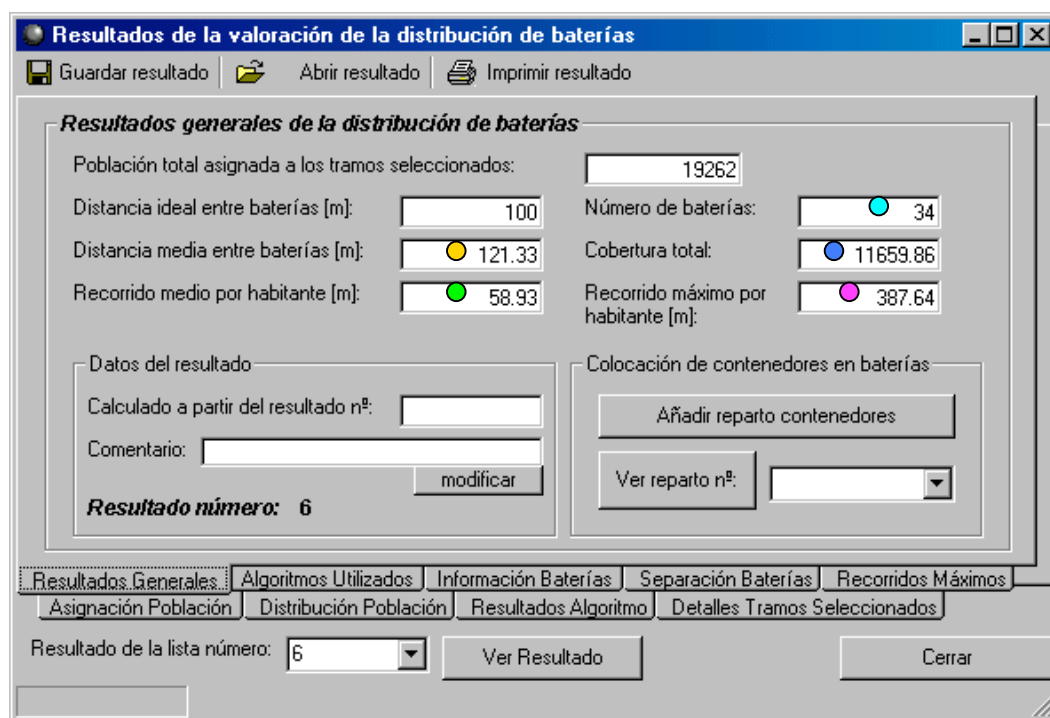 Resultados de la valoración de la distribución de baterías
Guardar resultado Abrir resultado Imprimir resultado
Resultados generales de la distribución de baterías
Población total asignada a los tramos seleccionados: 19262
Distancia ideal entre baterías [m]: 100 Número de baterías: 34
Distancia media entre baterías [m]: 121.33 Cobertura total: 11659.86
Recorrido medio por habitante [m]: 58.93 Recorrido máximo por 387.64
habitante [m]:
Datos del resultado Colocación de contenedores en baterías
Calculado a partir del resultado nº: Añadir reparto contenedores
Comentario:
modificar Ver reparto nº:
Resultado número: 6
Resultados Generales Algoritmos Utilizados Información Baterías Separación Baterías Recorridos Máximos
Asignación Población Distribución Población Resultados Algoritmo Detalles Tramos Seleccionados
Resultado de la lista número: 6 Ver Resultado Cerrar